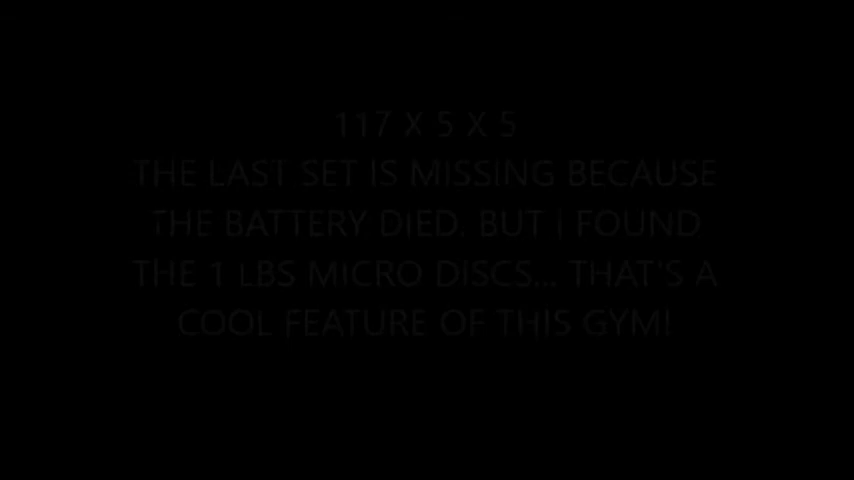 117 X 5 X 5
THE LAST SET IS MISSING BECAUSE
THE BATTERY DIED. BUT I FOUND
THE 1 LBS MICRO DISCS... THAT'S A
COOL FEATURE OF THIS GYM!